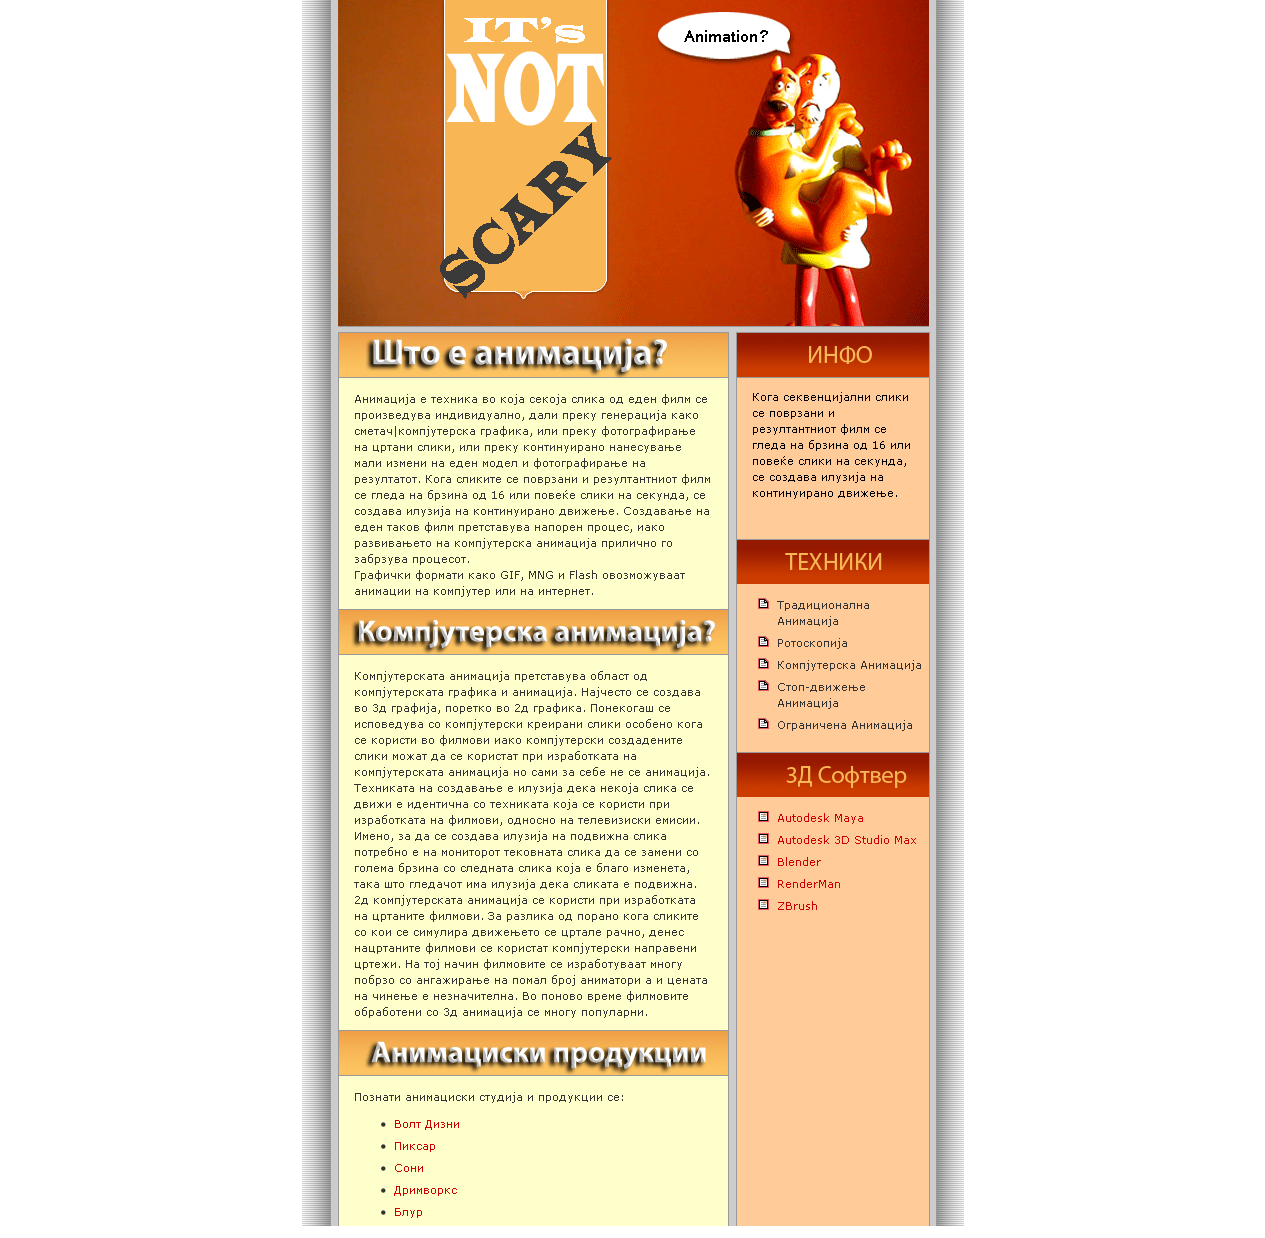 IT's
NOT
SCARY
Animation?
Што е анимација?
Анимација е техника во која секоја слика од еден филм се
произведува индивидуално, дали преку генерација како
сметач|компјутерска графика, или преку фотографирање
на цртани слики, или преку континуирано нанесување
мали измени на еден модел и фотографирање на
резултатот. Кога сликите се поврзани и резултантниот филм
се гледа на брзина од 16 или повеќе слики на секунда, се
создава илузија на континуирано движење. Создавање на
еден таков филм претставува напорен процес, иако
развивањето на компјутерска анимација прилично го
забрзува процесот.
Графички формати како GIF, MNG и Flash овозможуваат
анимации на компјутер или на интернет.
Компјутерска анимација?
Компјутерската анимација претставува област од
компјутерската графика и анимација. Најчесто се создава
во 3д графија, поретко во 2д графика. Понекогаш се
исповедува со компјутерски креирани слики особено кога
се користи во филмови иако компјутерски создадените
слики можат да се користат при изработката на
компјутерската анимација но сами за себе не се анимација.
Техниката на создавање е илузија дека некоја слика се
движи е идентична со техниката која се користи при
изработката на филмови, односно на телевизиски емисии.
Имено, за да се создава илузија на подвижна слика
потребно е на мониторот тековната слика да се замени со
голема брзина со следната слика која е благо изменета,
така што гледачот има илузија дека сликата е подвижна.
2д компјутерската анимација се користи при изработката
на цртаните филмови. За разлика од порано кога сликите
со кои се симулира движењето се цртале рачно, денес
нацртаните филмови се користат компјутерски направени
цртежи. На тој начин филмовите се изработуваат многу
побрзо со ангажирање на помал број аниматори а и цената
на чинење е незначителна. Во поново време филмовите
обработени со 3д анимација се многу популарни.
Анимациски продукции
Познати анимациски студија и продукции се:
Волт Дизни
Пиксар
Сони
Дримворкс
Блур
ИНФО
Кога секвенцијални слики
се поврзани и
резултантниот филм се
гледа на брзина од 16 или
повеќе слики на секунда,
се создава илузија на
континуирано движење.
ТЕХНИКИ
Традиционална
Анимација
Ротоскопија
Компјутерска Анимација
Стоп-движење
Анимација
Ограничена Анимација
3Д Софтвер
Autodesk Maya
Autodesk 3D Studio Max
Blender
RenderMan
ZBrush